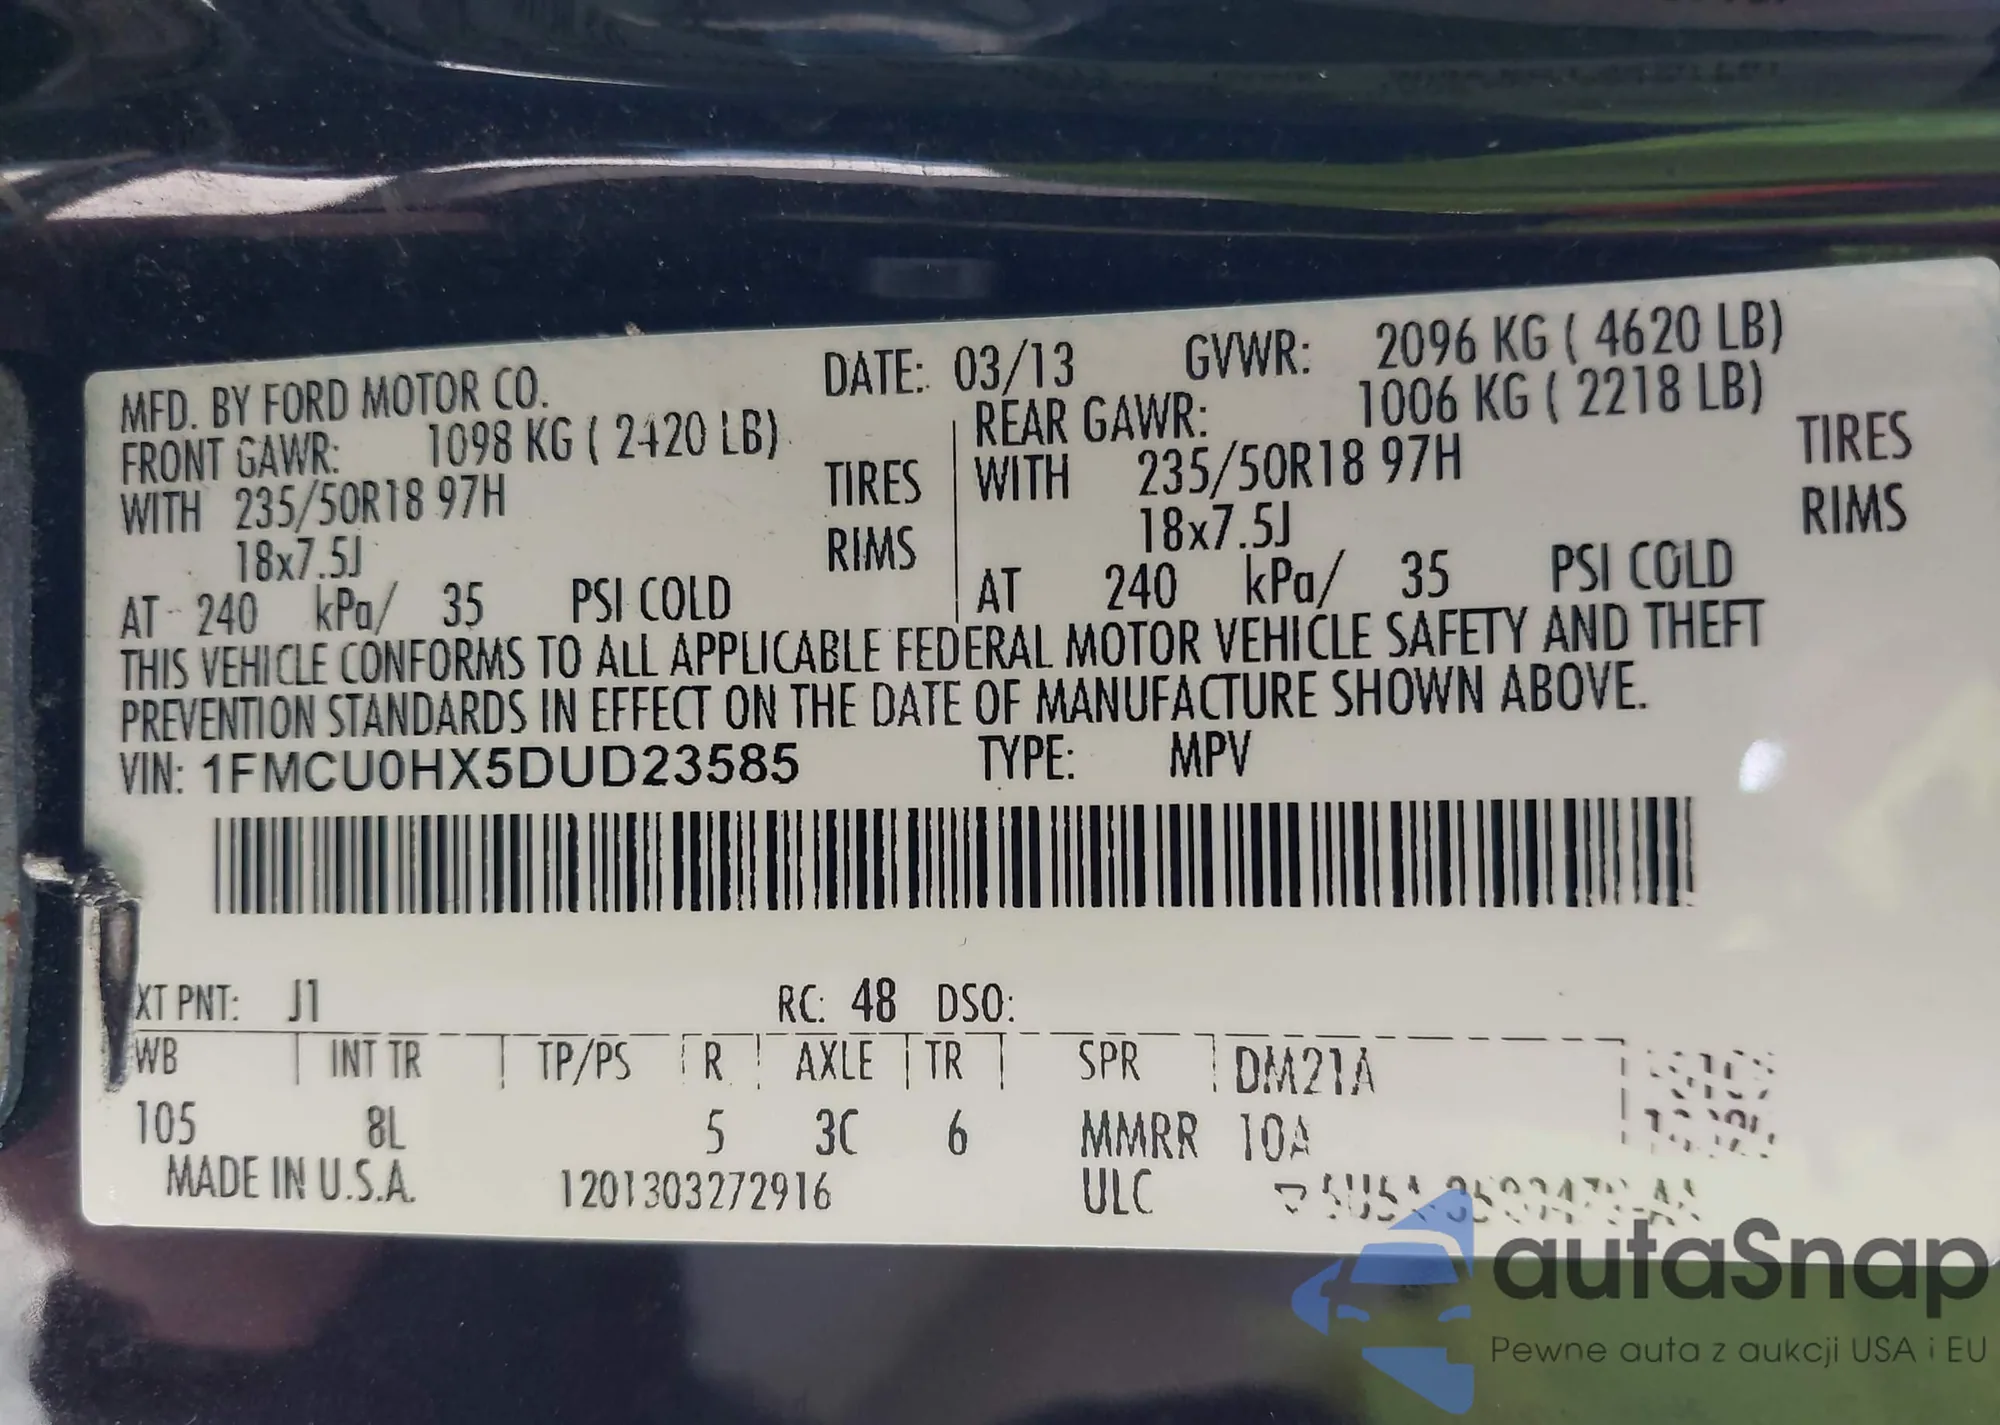 MFD. BY FORD MOTOR CO. DATE: 03/13 GVWR: 2096 KG ( 4620 LB)
FRONT GAWR: 1098 KG ( 2420 LB) REAR GAWR: 1006 KG ( 2218 LB)
WITH 235/50R18 97H TIRES WITH 235/50R18 97H TIRES
18x7.5J RIMS 18x7.5J RIMS
AT 240 kPa/ 35 PSI COLD AT 240 kPa/ 35 PSI COLD
THIS VEHICLE CONFORMS TO ALL APPLICABLE FEDERAL MOTOR VEHICLE SAFETY AND THEFT
PREVENTION STANDARDS IN EFFECT ON THE DATE OF MANUFACTURE SHOWN ABOVE.
VIN: 1FMCU0HX5DUD23585 TYPE: MPV
XT PNT: J1 RC: 48 DSO:
WB INT TR TP/PS R AXLE TR SPR DM21A
105 8L 5 3C 6 MMRR 10A
MADE IN U.S.A. 1201303272916 ULC
autaSnap
Pewne auta z aukcji USA i EU